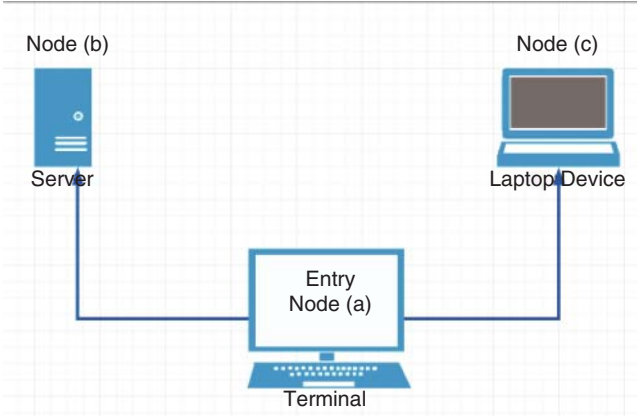 Node (b)
Node (c)
Server
Laptop Device
Entry
Node (a)
Terminal